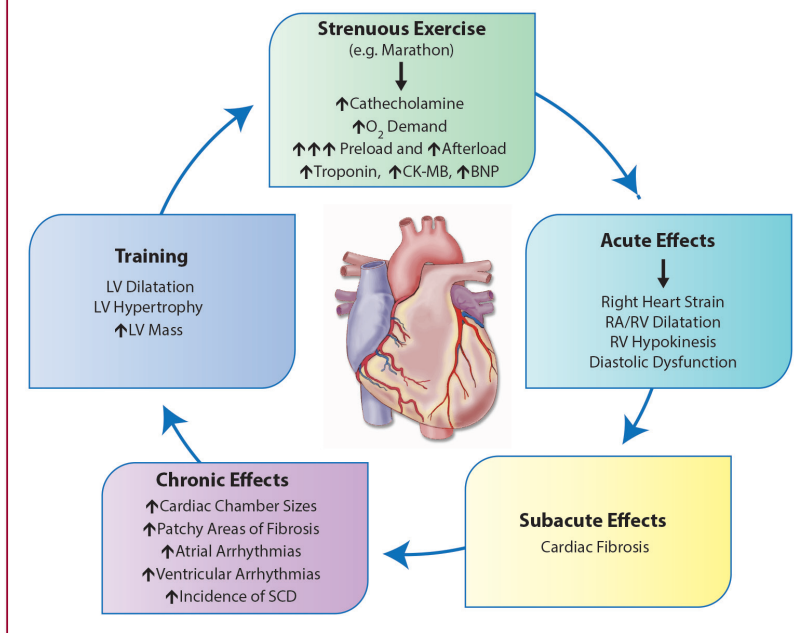 Strenuous Exercise
(e.g. Marathon)
↑Cathecholamine
↑O₂ Demand
↑↑↑ Preload and ↑Afterload
↑Troponin, ↑CK-MB, ↑BNP
Acute Effects
Right Heart Strain
RA/RV Dilatation
RV Hypokinesis
Diastolic Dysfunction
Subacute Effects
Cardiac Fibrosis
Chronic Effects
↑Cardiac Chamber Sizes
↑Patchy Areas of Fibrosis
↑Atrial Arrhythmias
↑Ventricular Arrhythmias
↑Incidence of SCD
Training
LV Dilatation
LV Hypertrophy
↑LV Mass